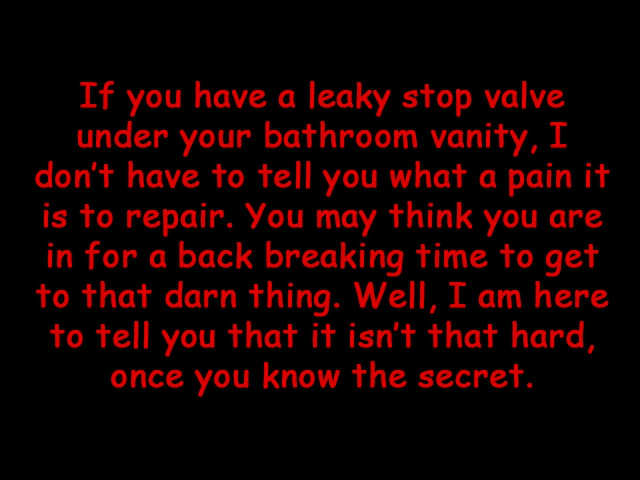 If you have a leaky stop valve
under your bathroom vanity, I
don’t have to tell you what a pain it
is to repair. You may think you are
in for a back breaking time to get
to that darn thing. Well, I am here
to tell you that it isn’t that hard,
once you know the secret.